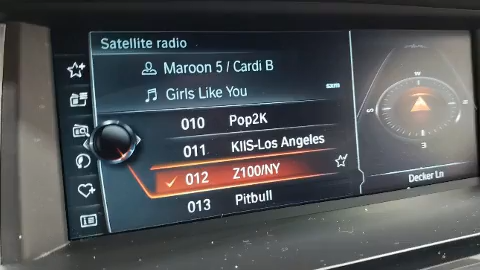 Satellite radio
Maroon 5 / Cardi B
Girls Like You
sxm
010 Pop2K
011 KIIS-Los Angeles
012 Z100/NY
013 Pitbull
W
S
E
Decker Ln